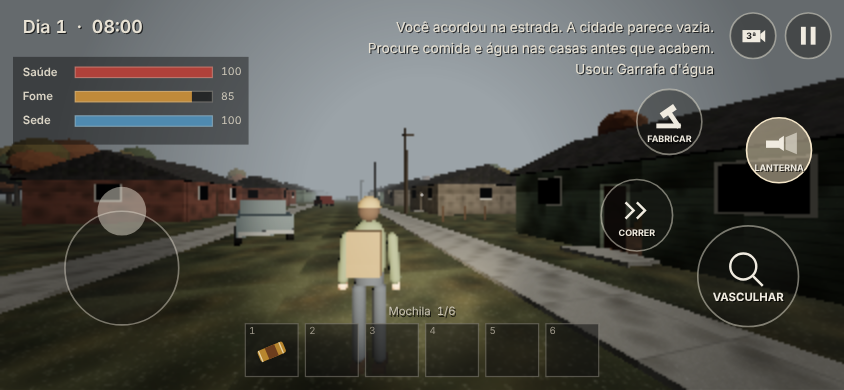 Dia 1 · 08:00
Saúde 100
Fome 85
Sede 100
Você acordou na estrada. A cidade parece vazia.
Procure comida e água nas casas antes que acabem.
Usou: Garrafa d'água
3ª
FABRICAR
LANTERNA
CORRER
VASCULHAR
Mochila 1/6
1 2 3 4 5 6